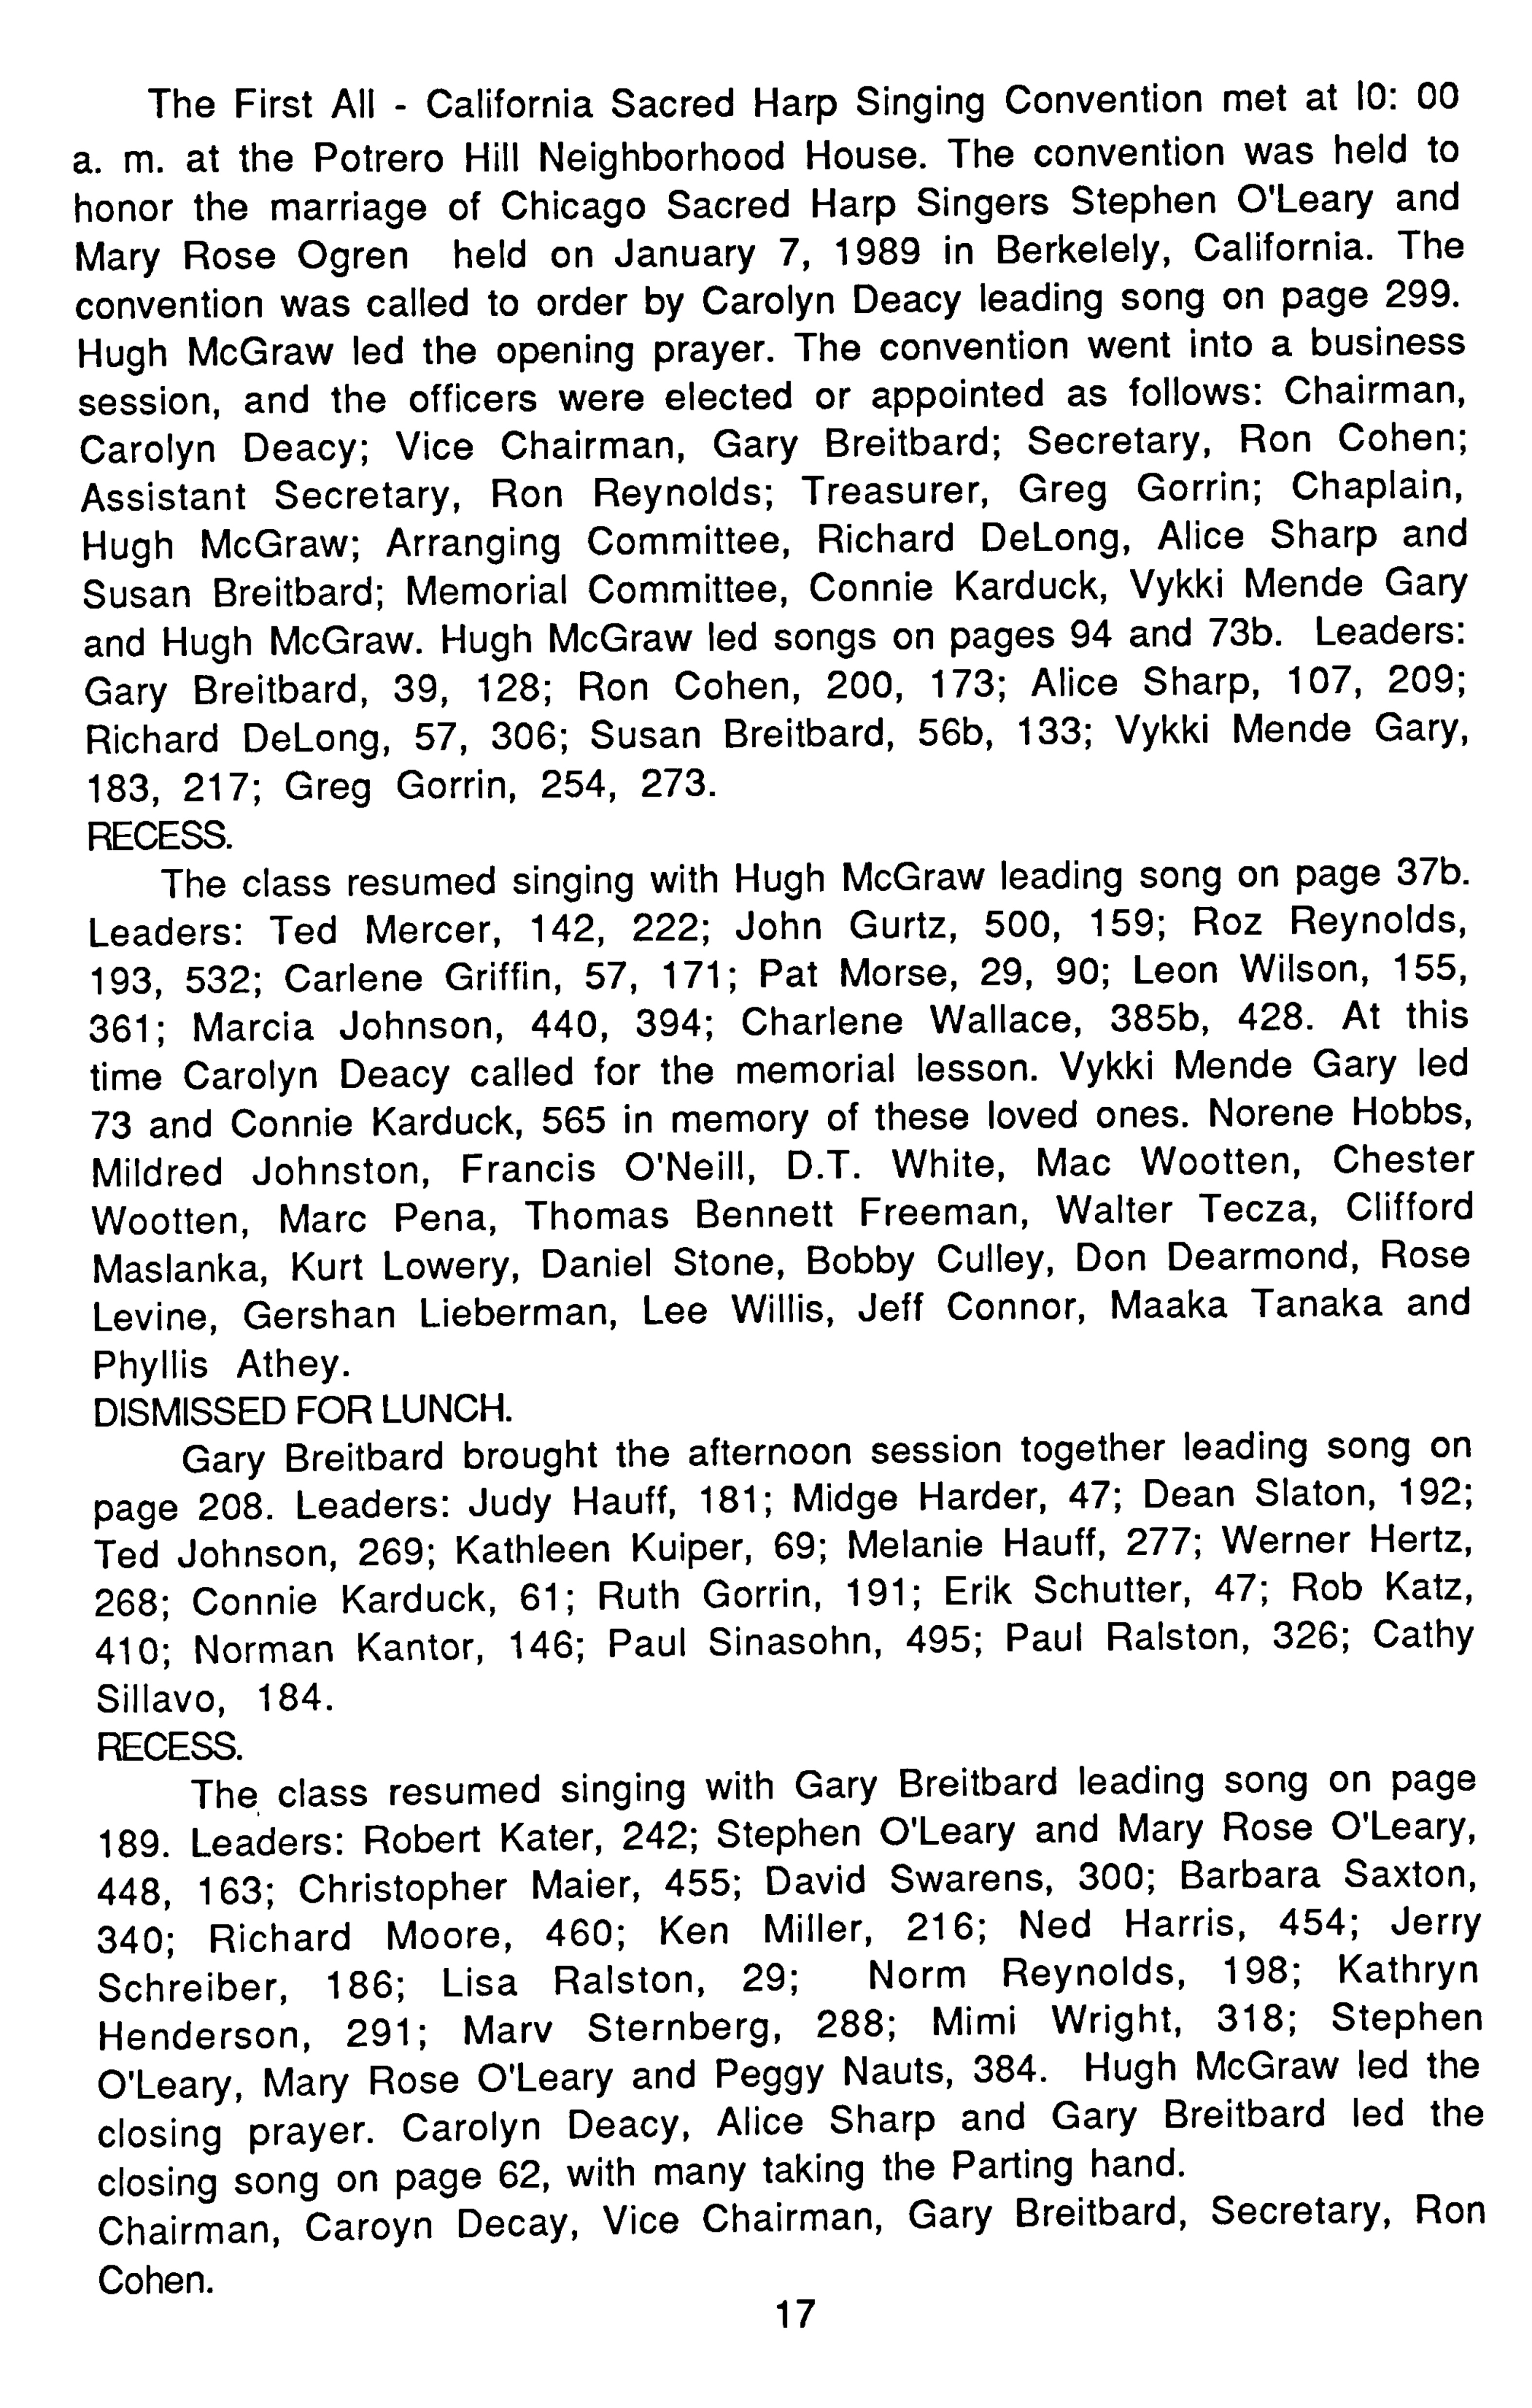 The First All - California Sacred Harp Singing Convention met at I0: 00
a. m. at the Potrero Hill Neighborhood House. The convention was held to
honor the marriage of Chicago Sacred Harp Singers Stephen O'Leary and
Mary Rose Ogren held on January 7, 1989 in Berkelely, California. The
convention was called to order by Carolyn Deacy leading song on page 299.
Hugh McGraw led the opening prayer. The convention went into a business
session, and the officers were elected or appointed as follows: Chairman,
Carolyn Deacy; Vice Chairman, Gary Breitbard; Secretary, Ron Cohen;
Assistant Secretary, Ron Reynolds; Treasurer, Greg Gorrin; Chaplain,
Hugh McGraw; Arranging Committee, Richard DeLong, Alice Sharp and
Susan Breitbard; Memorial Committee, Connie Karduck, Vykki Mende Gary
and Hugh McGraw. Hugh McGraw led songs on pages 94 and 73b. Leaders:
Gary Breitbard, 39, 128; Ron Cohen, 200, 173; Alice Sharp, 107, 209;
Richard DeLong, 57, 306; Susan Breitbard, 56b, 133; Vykki Mende Gary,
183, 217; Greg Gorrin, 254, 273.
RECESS.
The class resumed singing with Hugh McGraw leading song on page 37b.
Leaders: Ted Mercer, 142, 222; John Gurtz, 500, 159; Roz Reynolds,
193, 532; Carlene Griffin, 57, 171; Pat Morse, 29, 90; Leon Wilson, 155,
361; Marcia Johnson, 440, 394; Charlene Wallace, 385b, 428. At this
time Carolyn Deacy called for the memorial lesson. Vykki Mende Gary led
73 and Connie Karduck, 565 in memory of these loved ones. Norene Hobbs,
Mildred Johnston, Francis O'Neill, D.T. White, Mac Wootten, Chester
Wootten, Marc Pena, Thomas Bennett Freeman, Walter Tecza, Clifford
Maslanka, Kurt Lowery, Daniel Stone, Bobby Culley, Don Dearmond, Rose
Levine, Gershan Lieberman, Lee Willis, Jeff Connor, Maaka Tanaka and
Phyllis Athey.
DISMISSED FOR LUNCH.
Gary Breitbard brought the afternoon session together leading song on
page 208. Leaders: Judy Hauff, 181; Midge Harder, 47; Dean Slaton, 192;
Ted Johnson, 269; Kathleen Kuiper, 69; Melanie Hauff, 277; Werner Hertz,
268; Connie Karduck, 61; Ruth Gorrin, 191; Erik Schutter, 47; Rob Katz,
410; Norman Kantor, 146; Paul Sinasohn, 495; Paul Ralston, 326; Cathy
Sillavo, 184.
RECESS.
The class resumed singing with Gary Breitbard leading song on page
189. Leaders: Robert Kater, 242; Stephen O'Leary and Mary Rose O'Leary,
448, 163; Christopher Maier, 455; David Swarens, 300; Barbara Saxton,
340; Richard Moore, 460; Ken Miller, 216; Ned Harris, 454; Jerry
Schreiber, 186; Lisa Ralston, 29; Norm Reynolds, 198; Kathryn
Henderson, 291; Marv Sternberg, 288; Mimi Wright, 318; Stephen
O'Leary, Mary Rose O'Leary and Peggy Nauts, 384. Hugh McGraw led the
closing prayer. Carolyn Deacy, Alice Sharp and Gary Breitbard led the
closing song on page 62, with many taking the Parting hand.
Chairman, Caroyn Decay, Vice Chairman, Gary Breitbard, Secretary, Ron
Cohen.
17